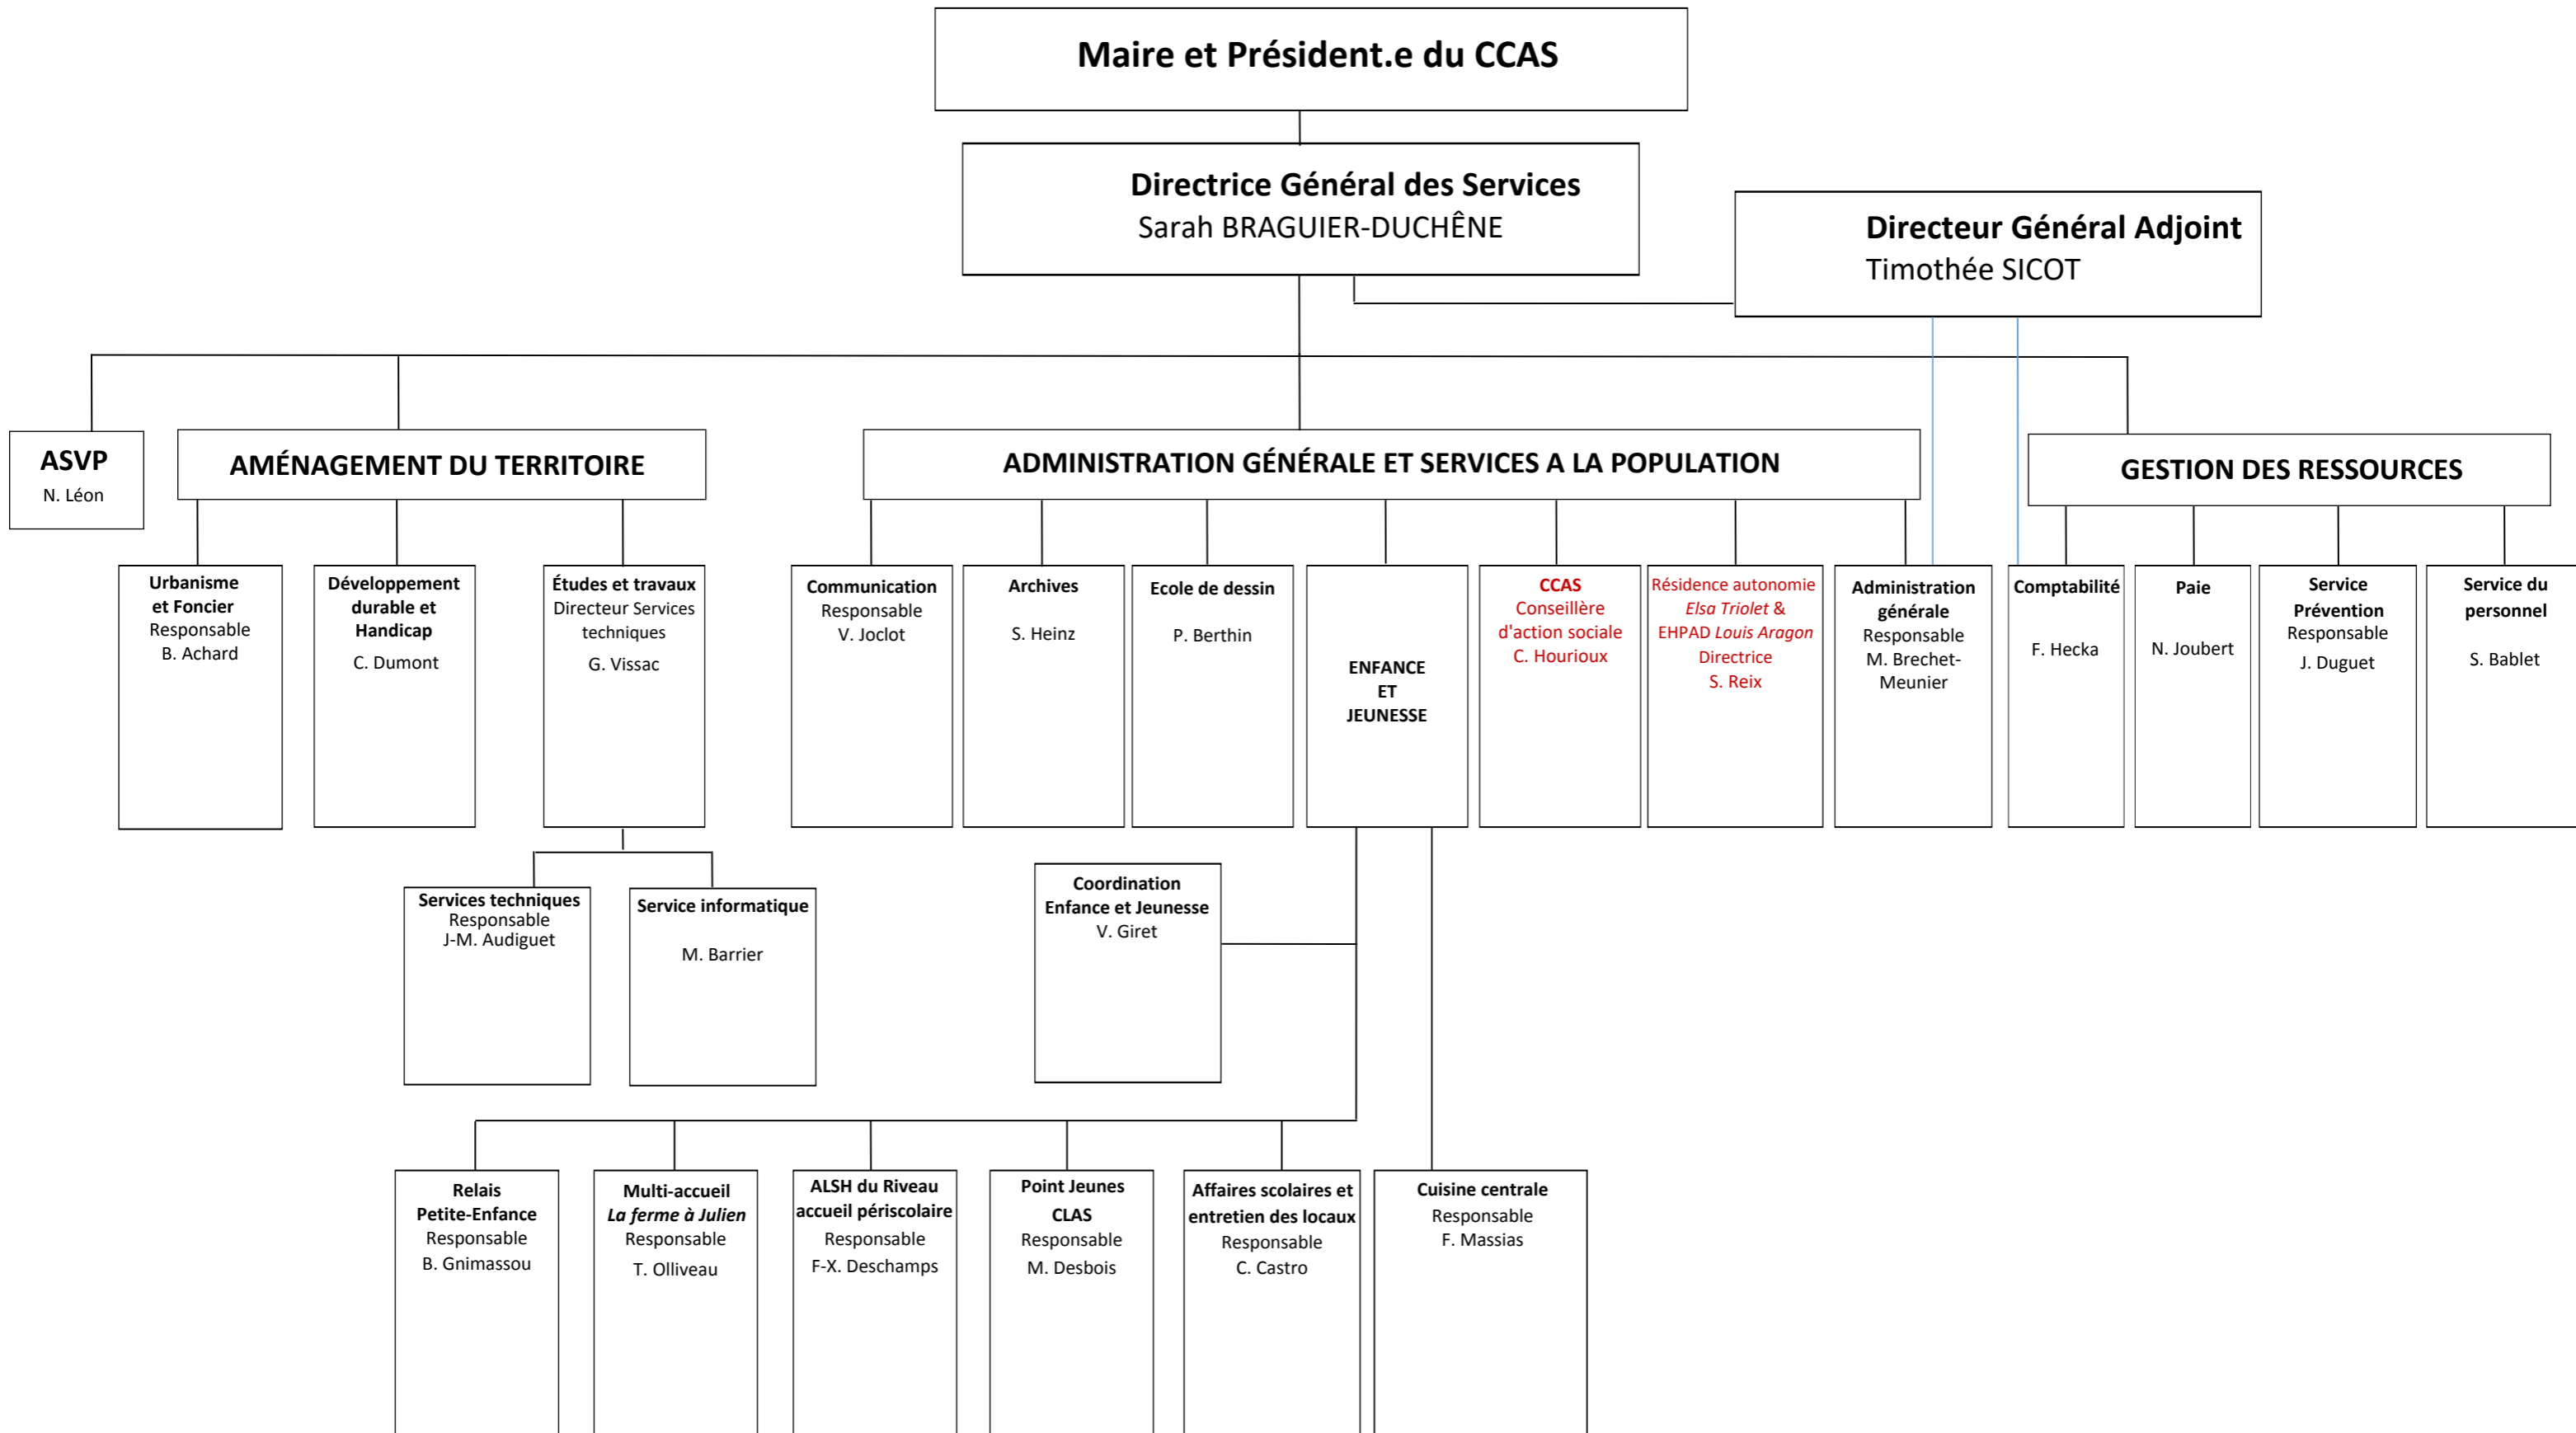 Maire et Président.e du CCAS
Directrice Général des Services
Sarah BRAGUIER-DUCHÊNE
Directeur Général Adjoint
Timothée SICOT
ASVP
N. Léon
AMÉNAGEMENT DU TERRITOIRE
ADMINISTRATION GÉNÉRALE ET SERVICES A LA POPULATION
GESTION DES RESSOURCES
Urbanisme
et Foncier
Responsable
B. Achard
Développement
durable et
Handicap
C. Dumont
Études et travaux
Directeur Services
techniques
G. Vissac
Communication
Responsable
V. Joclot
Archives
S. Heinz
Ecole de dessin
P. Berthin
ENFANCE
ET
JEUNESSE
CCAS
Conseillère
d'action sociale
C. Hourioux
Résidence autonomie
Elsa Triolet &
EHPAD Louis Aragon
Directrice
S. Reix
Administration
générale
Responsable
M. Brechet-
Meunier
Comptabilité
F. Hecka
Paie
N. Joubert
Service
Prévention
Responsable
J. Duguet
Service du
personnel
S. Bablet
Services techniques
Responsable
J-M. Audiguet
Service informatique
M. Barrier
Coordination
Enfance et Jeunesse
V. Giret
Relais
Petite-Enfance
Responsable
B. Gnimassou
Multi-accueil
La ferme à Julien
Responsable
T. Olliveau
ALSH du Riveau
accueil périscolaire
Responsable
F-X. Deschamps
Point Jeunes
CLAS
Responsable
M. Desbois
Affaires scolaires et
entretien des locaux
Responsable
C. Castro
Cuisine centrale
Responsable
F. Massias